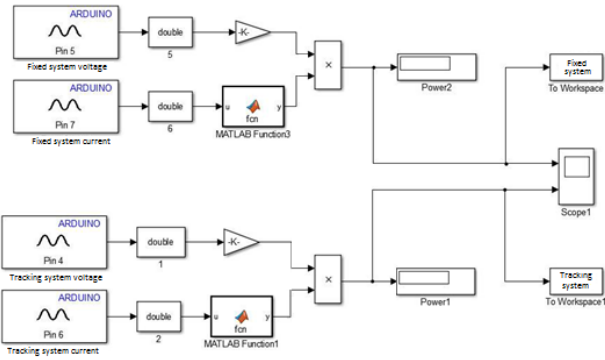 ARDUINO
Pin 5
Fixed system voltage
double
5
-K-
×
Power2
Fixed
system
To Workspace
ARDUINO
Pin 7
Fixed system current
double
6
u
fcn
y
MATLAB Function3
Scope1
ARDUINO
Pin 4
Tracking system voltage
double
1
-K-
×
Power1
Tracking
system
To Workspace1
ARDUINO
Pin 6
Tracking system current
double
2
u
fcn
y
MATLAB Function1